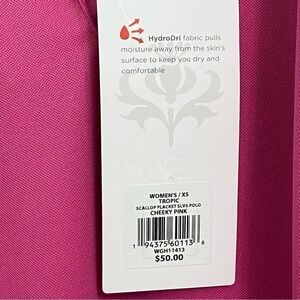 HydroDri fabric pulls
moisture away from the skin's
surface to keep you dry and
comfortable
WOMEN'S / XS
TROPIC
SCALLOP PLACKET SLVS POLO
CHEEKY PINK
1 94375 60113 6
WGH11413
$50.00